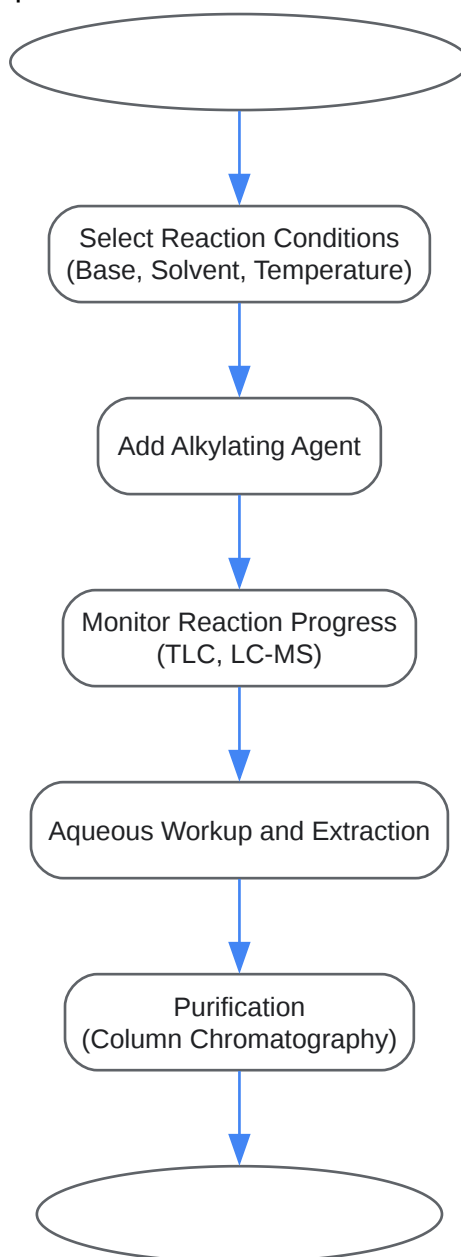 Select Reaction Conditions
(Base, Solvent, Temperature)
Add Alkylating Agent
Monitor Reaction Progress
(TLC, LC-MS)
Aqueous Workup and Extraction
Purification
(Column Chromatography)